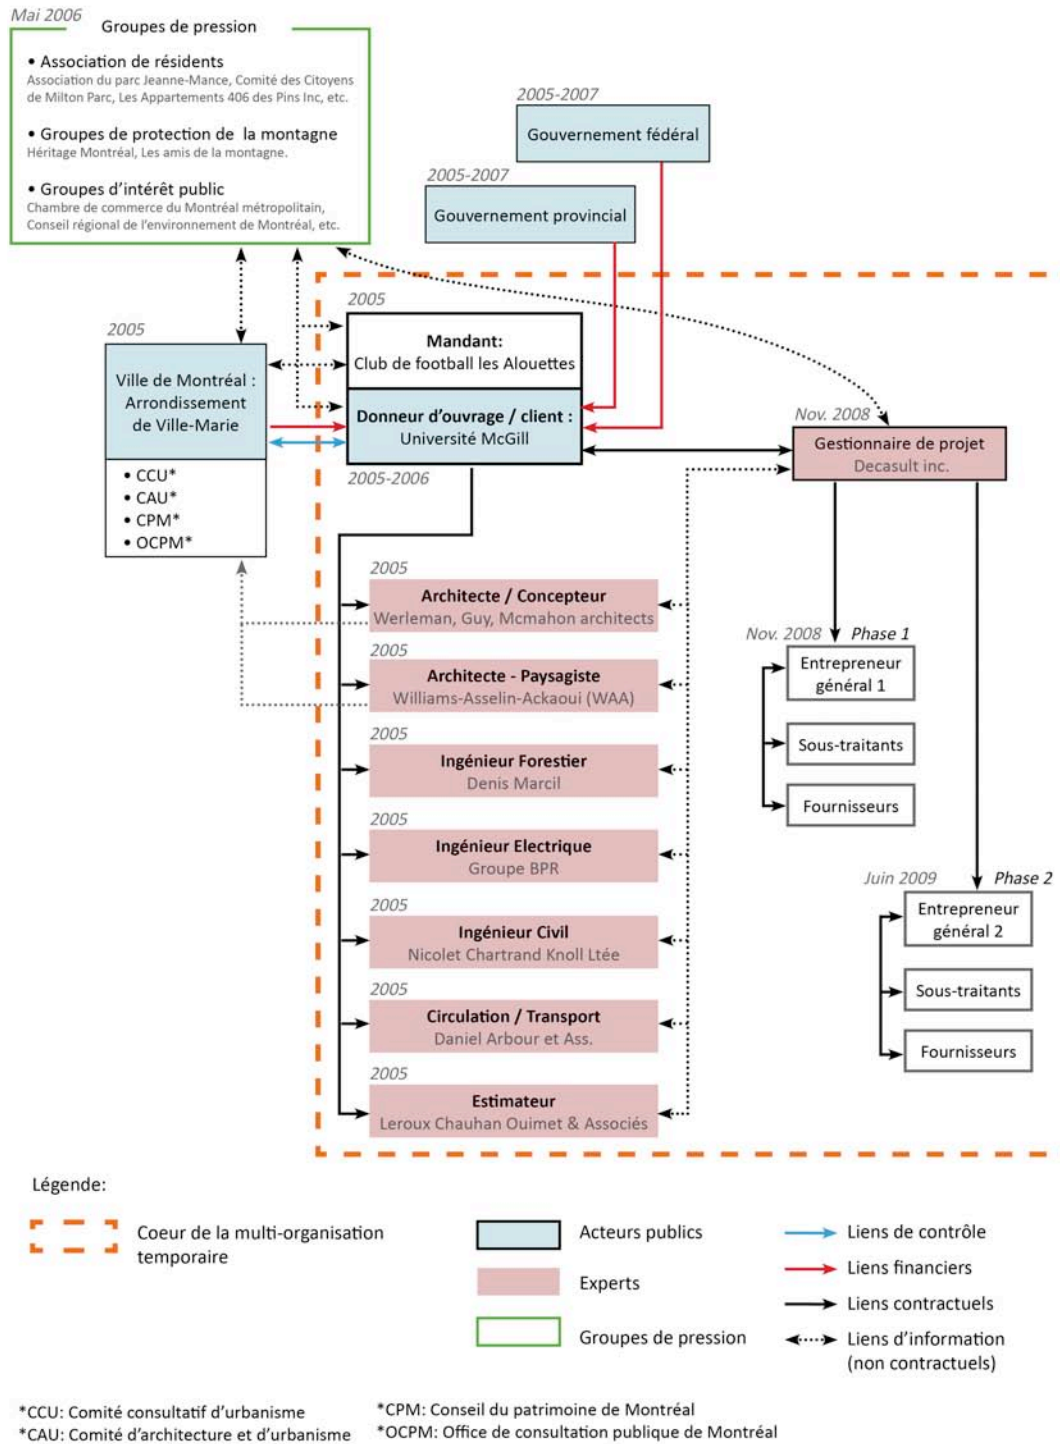 Mai 2006
Groupes de pression
• Association de résidents
Association du parc Jeanne-Mance, Comité des Citoyens
de Milton Parc, Les Appartements 406 des Pins Inc, etc.
• Groupes de protection de la montagne
Héritage Montréal, Les amis de la montagne.
• Groupes d'intérêt public
Chambre de commerce du Montréal métropolitain,
Conseil régional de l'environnement de Montréal, etc.
2005-2007
Gouvernement fédéral
2005-2007
Gouvernement provincial
2005
Ville de Montréal :
Arrondissement
de Ville-Marie
• CCU*
• CAU*
• CPM*
• OCPM*
2005
Mandant:
Club de football les Alouettes
Donneur d'ouvrage / client :
Université McGill
2005-2006
Nov. 2008
Gestionnaire de projet
Decasult inc.
2005
Architecte / Concepteur
Werleman, Guy, Mcmahon architects
2005
Architecte - Paysagiste
Williams-Asselin-Ackaoui (WAA)
2005
Ingénieur Forestier
Denis Marcil
2005
Ingénieur Electrique
Groupe BPR
2005
Ingénieur Civil
Nicolet Chartrand Knoll Ltée
2005
Circulation / Transport
Daniel Arbour et Ass.
2005
Estimateur
Leroux Chauhan Ouimet & Associés
Nov. 2008 Phase 1
Entrepreneur
général 1
Sous-traitants
Fournisseurs
Juin 2009 Phase 2
Entrepreneur
général 2
Sous-traitants
Fournisseurs
Légende:
Coeur de la multi-organisation
temporaire
Acteurs publics
Experts
Groupes de pression
Liens de contrôle
Liens financiers
Liens contractuels
Liens d'information
(non contractuels)
*CCU: Comité consultatif d'urbanisme
*CAU: Comité d'architecture et d'urbanisme
*CPM: Conseil du patrimoine de Montréal
*OCPM: Office de consultation publique de Montréal